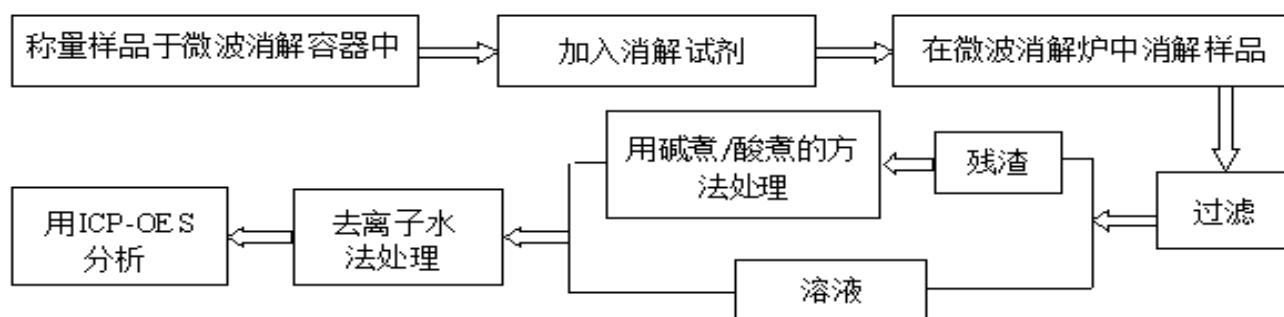 称量样品于微波消解容器中
加入消解试剂
在微波消解炉中消解样品
过滤
残渣
用碱煮/酸煮的方
法处理
溶液
去离子水
法处理
用ICP-OES
分析